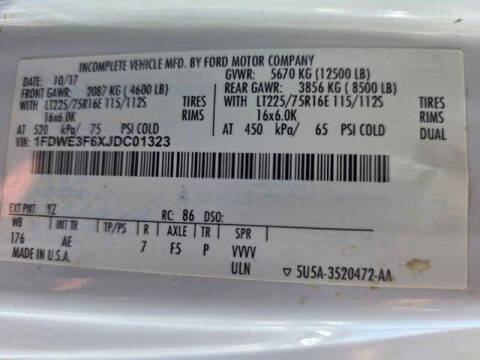 INCOMPLETE VEHICLE MFD. BY FORD MOTOR COMPANY
DATE: 10/17 GVWR: 5670 KG (12500 LB)
FRONT GAWR: 2087 KG ( 4600 LB) REAR GAWR: 3856 KG ( 8500 LB)
WITH LT225/75R16E 115/112S TIRES WITH LT225/75R16E 115/112S TIRES
16x6.0K RIMS 16x6.0K RIMS
AT 520 kPa/ 75 PSI COLD AT 450 kPa/ 65 PSI COLD DUAL
VIN: 1FDWE3F6XJDC01323
EXT PNT: YZ RC: 86 DSO:
WB INT TR TP/PS R AXLE TR SPR
176 AE 7 F5 P VVVV
MADE IN U.S.A. ULN ▽ 5U5A-3520472-AA